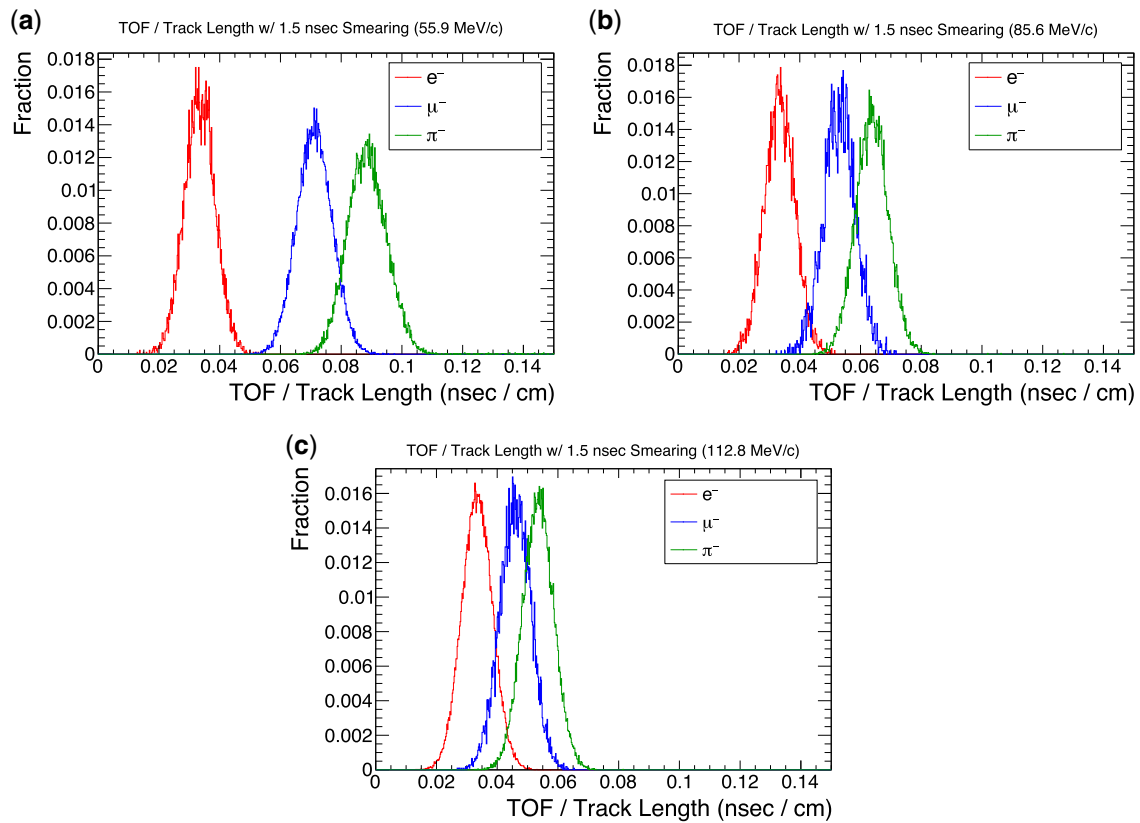 (a)
TOF / Track Length w/ 1.5 nsec Smearing (55.9 MeV/c)
Fraction
0.018
0.016
0.014
0.012
0.01
0.008
0.006
0.004
0.002
0
e⁻
μ⁻
π⁻
0 0.02 0.04 0.06 0.08 0.1 0.12 0.14
TOF / Track Length (nsec / cm)
(b)
TOF / Track Length w/ 1.5 nsec Smearing (85.6 MeV/c)
Fraction
0.018
0.016
0.014
0.012
0.01
0.008
0.006
0.004
0.002
0
e⁻
μ⁻
π⁻
0 0.02 0.04 0.06 0.08 0.1 0.12 0.14
TOF / Track Length (nsec / cm)
(c)
TOF / Track Length w/ 1.5 nsec Smearing (112.8 MeV/c)
Fraction
0.016
0.014
0.012
0.01
0.008
0.006
0.004
0.002
0
e⁻
μ⁻
π⁻
0 0.02 0.04 0.06 0.08 0.1 0.12 0.14
TOF / Track Length (nsec / cm)